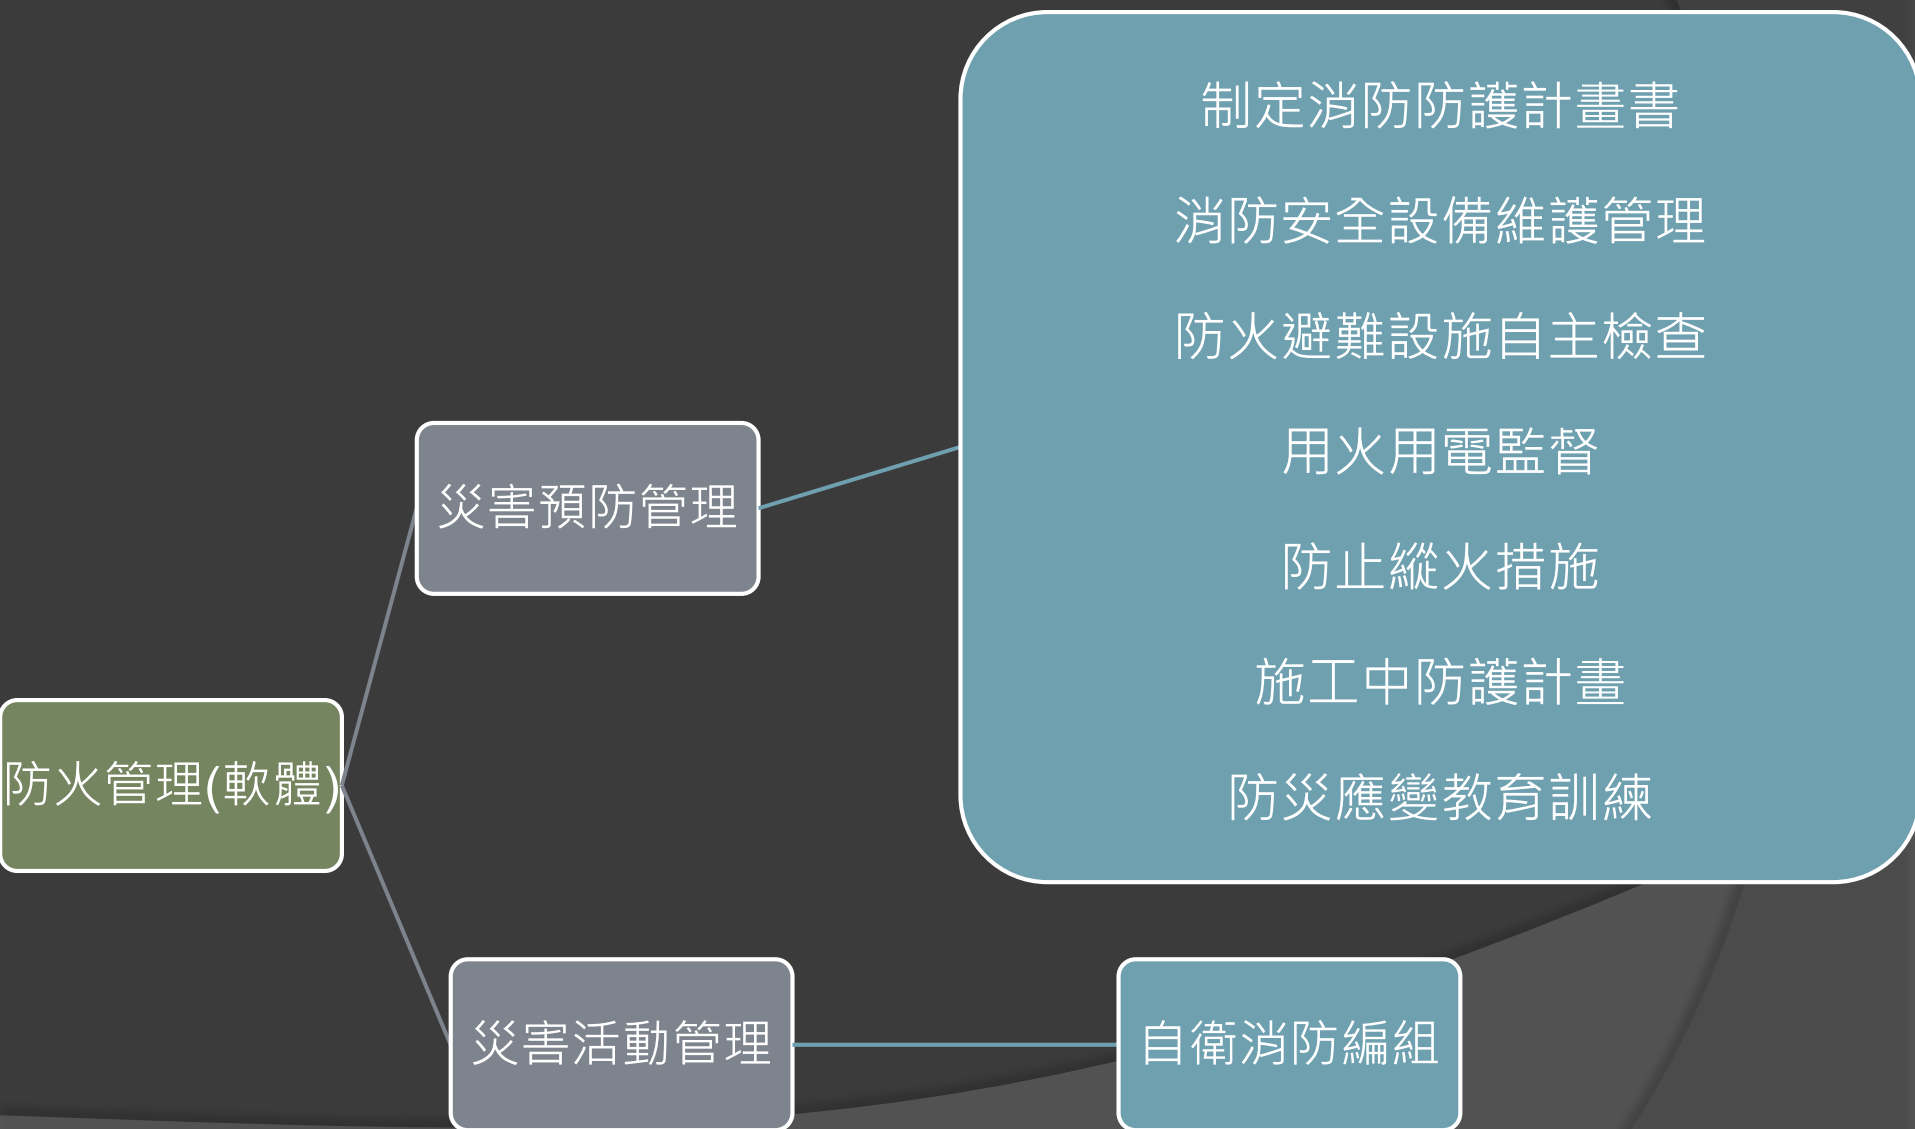 防火管理(軟體)
災害預防管理
制定消防防護計畫書
消防安全設備維護管理
防火避難設施自主檢查
用火用電監督
防止縱火措施
施工中防護計畫
防災應變教育訓練
災害活動管理
自衛消防編組